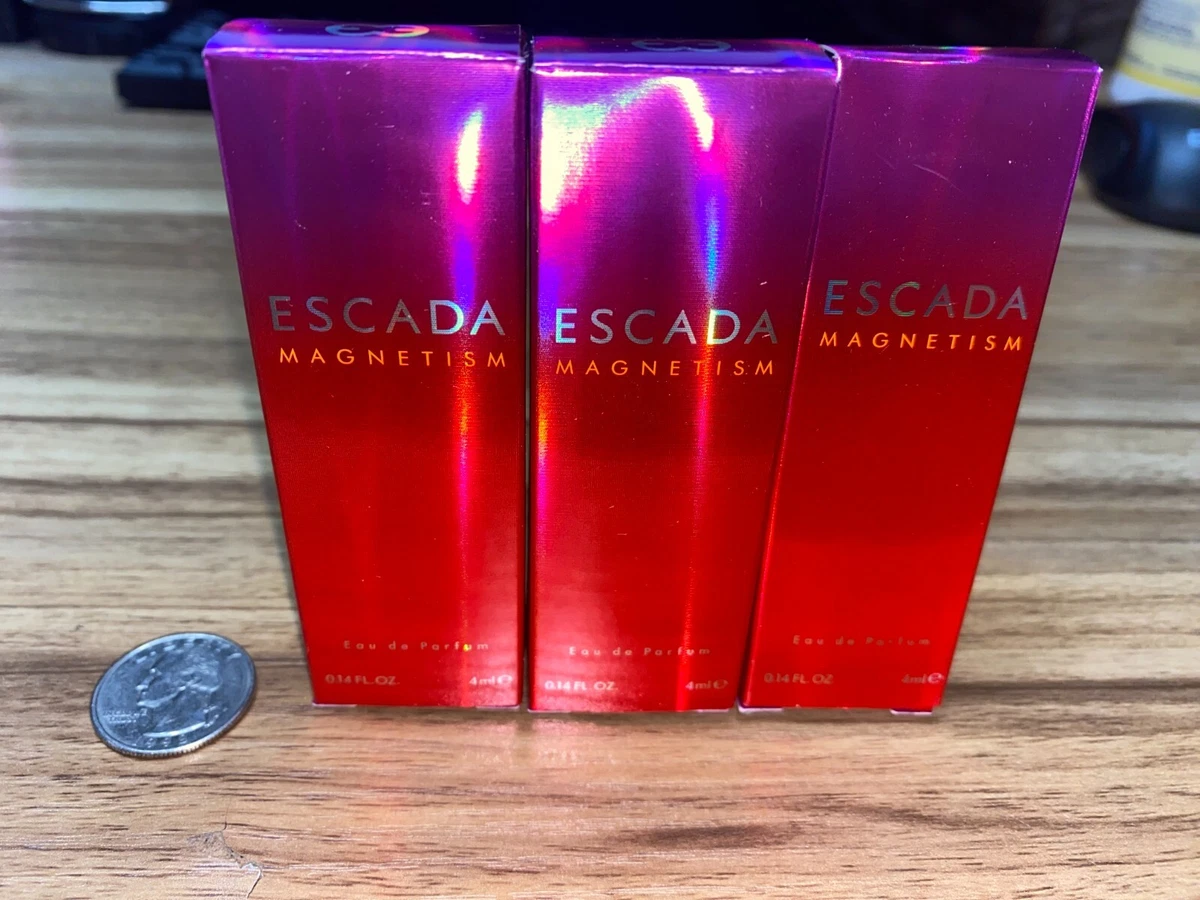 ESCADA
MAGNETISM
Eau de Parfum
0.14 FL. OZ. 4ml e
ESCADA
MAGNETISM
Eau de Parfum
0.14 FL. OZ. 4ml e
ESCADA
MAGNETISM
Eau de Parfum
0.14 FL. OZ. 4ml e